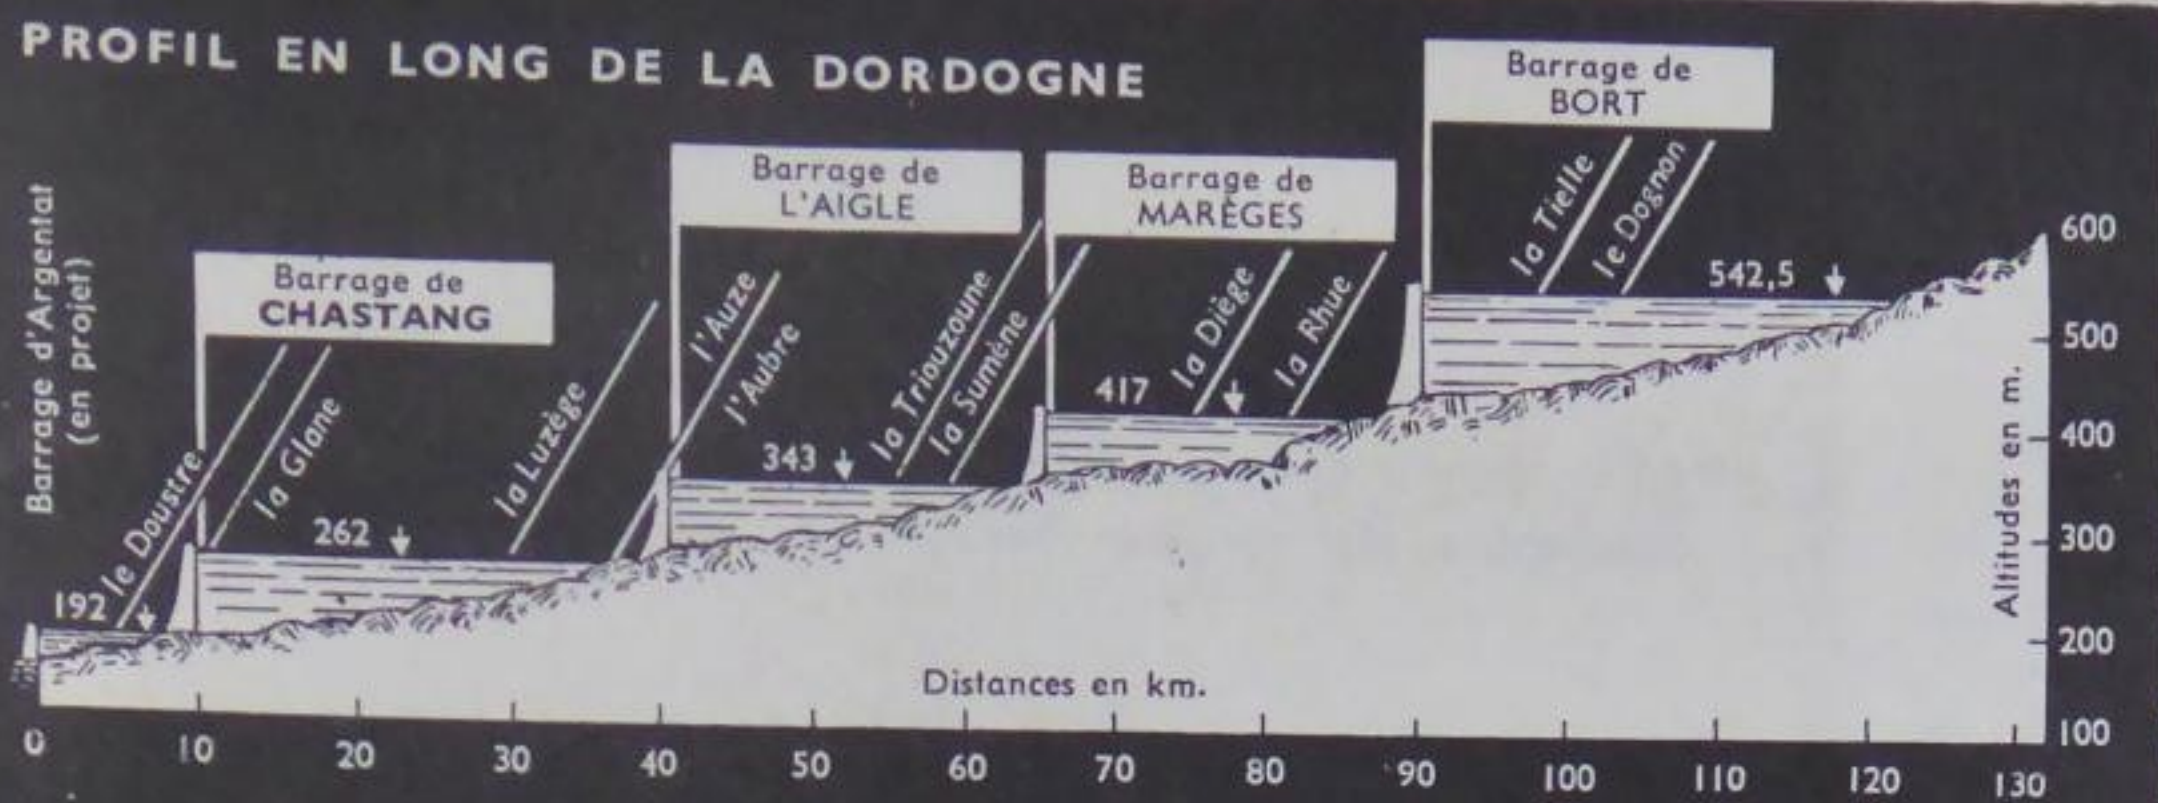 PROFIL EN LONG DE LA DORDOGNE
Barrage d'Argentat
(en projet)
192
le Doustre
Barrage de
CHASTANG
la Glane
262
la Luzège
l'Auze
l'Aubre
Barrage de
L'AIGLE
343
la Triouzoune
la Sumène
Barrage de
MARÈGES
417
la Diège
la Rhue
Barrage de
BORT
la Tielle
le Dognon
542,5
600
500
400
300
200
100
Altitudes en m.
Distances en km.
0 10 20 30 40 50 60 70 80 90 100 110 120 130